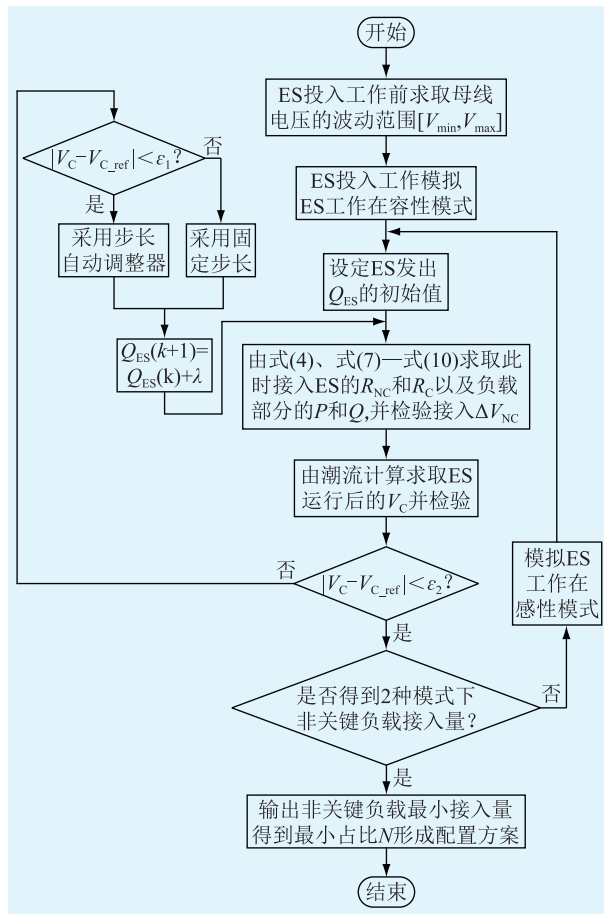 开始
ES投入工作前求取母线
电压的波动范围[Vmin,Vmax]
ES投入工作模拟
ES工作在容性模式
设定ES发出
QES的初始值
由式(4)、式(7)—式(10)求取此
时接入ES的RNC和RC以及负载
部分的P和Q,并检验接入ΔVNC
由潮流计算求取ES
运行后的VC并检验
|VC−VC_ref|<ε2?
否
是
|VC−VC_ref|<ε1?
否
是
采用步长
自动调整器
采用固
定步长
QES(k+1)=
QES(k)+λ
是否得到2种模式下
非关键负载接入量?
否
是
模拟ES
工作在
感性模式
输出非关键负载最小接入量
得到最小占比N形成配置方案
结束